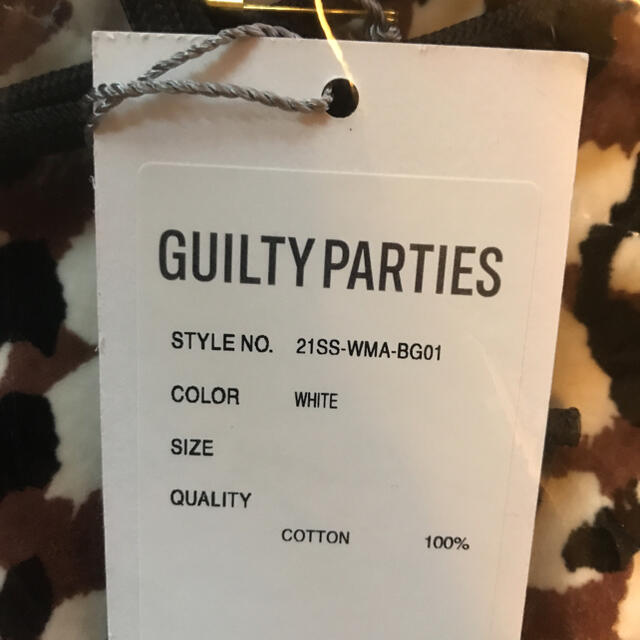 GUILTY PARTIES
STYLE NO. 21SS-WMA-BG01
COLOR WHITE
SIZE
QUALITY
COTTON 100%